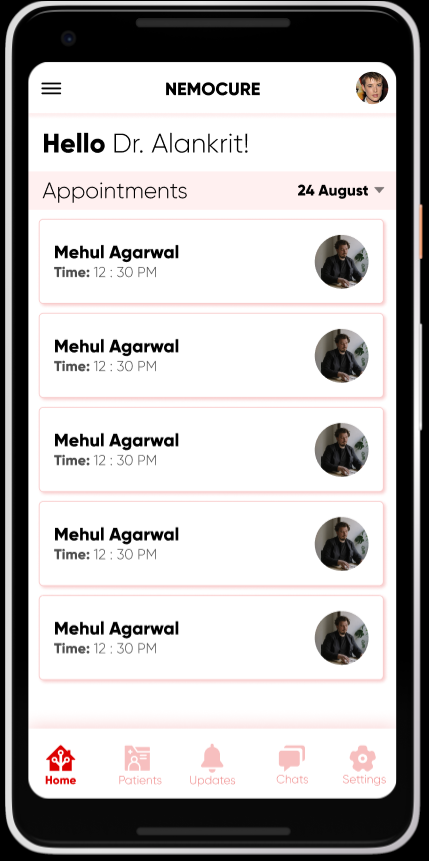 NEMOCURE
Hello Dr. Alankrit!
Appointments 24 August
Mehul Agarwal
Time: 12 : 30 PM
Mehul Agarwal
Time: 12 : 30 PM
Mehul Agarwal
Time: 12 : 30 PM
Mehul Agarwal
Time: 12 : 30 PM
Mehul Agarwal
Time: 12 : 30 PM
Home Patients Updates Chats Settings